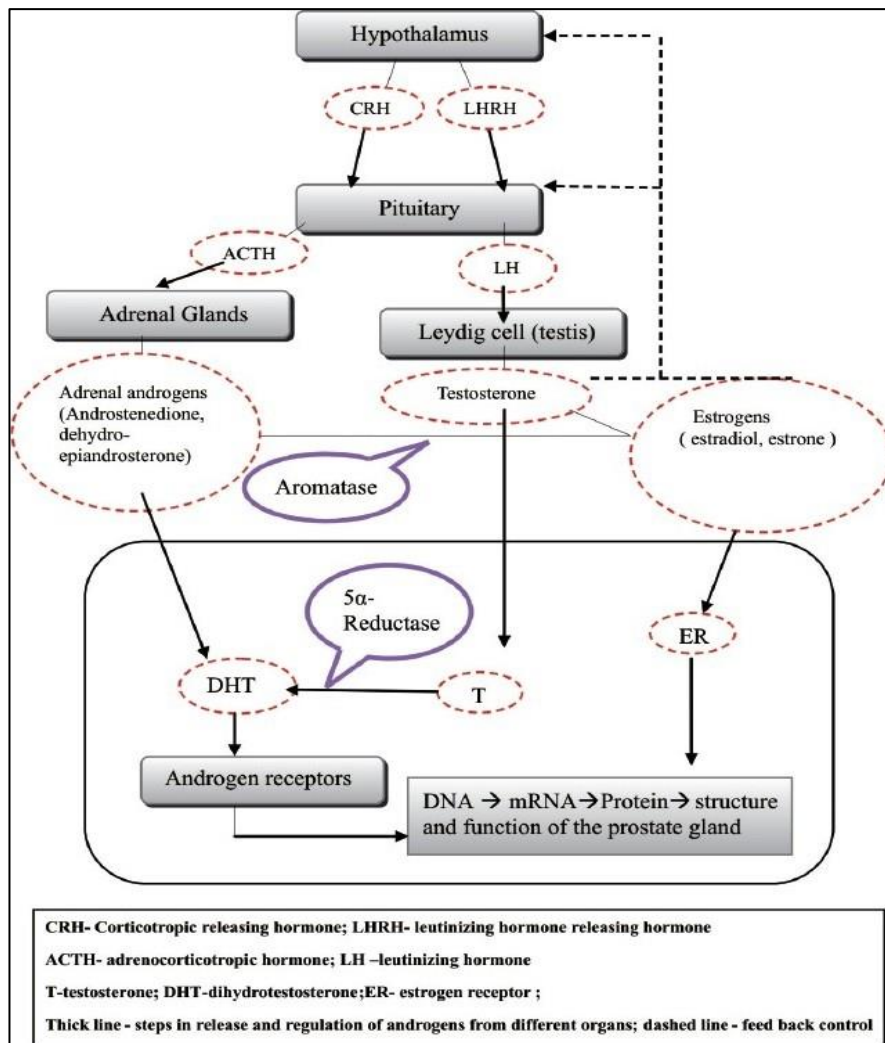 Hypothalamus
CRH
LHRH
Pituitary
ACTH
LH
Adrenal Glands
Leydig cell (testis)
Adrenal androgens
(Androstenedione,
dehydro-
epiandrosterone)
Testosterone
Estrogens
( estradiol, estrone )
Aromatase
5α-
Reductase
ER
DHT
T
Androgen receptors
DNA → mRNA→Protein→ structure
and function of the prostate gland
CRH- Corticotropic releasing hormone; LHRH- leutinizing hormone releasing hormone
ACTH- adrenocorticotropic hormone; LH –leutinizing hormone
T-testosterone; DHT-dihydrotestosterone;ER- estrogen receptor ;
Thick line - steps in release and regulation of androgens from different organs; dashed line - feed back control